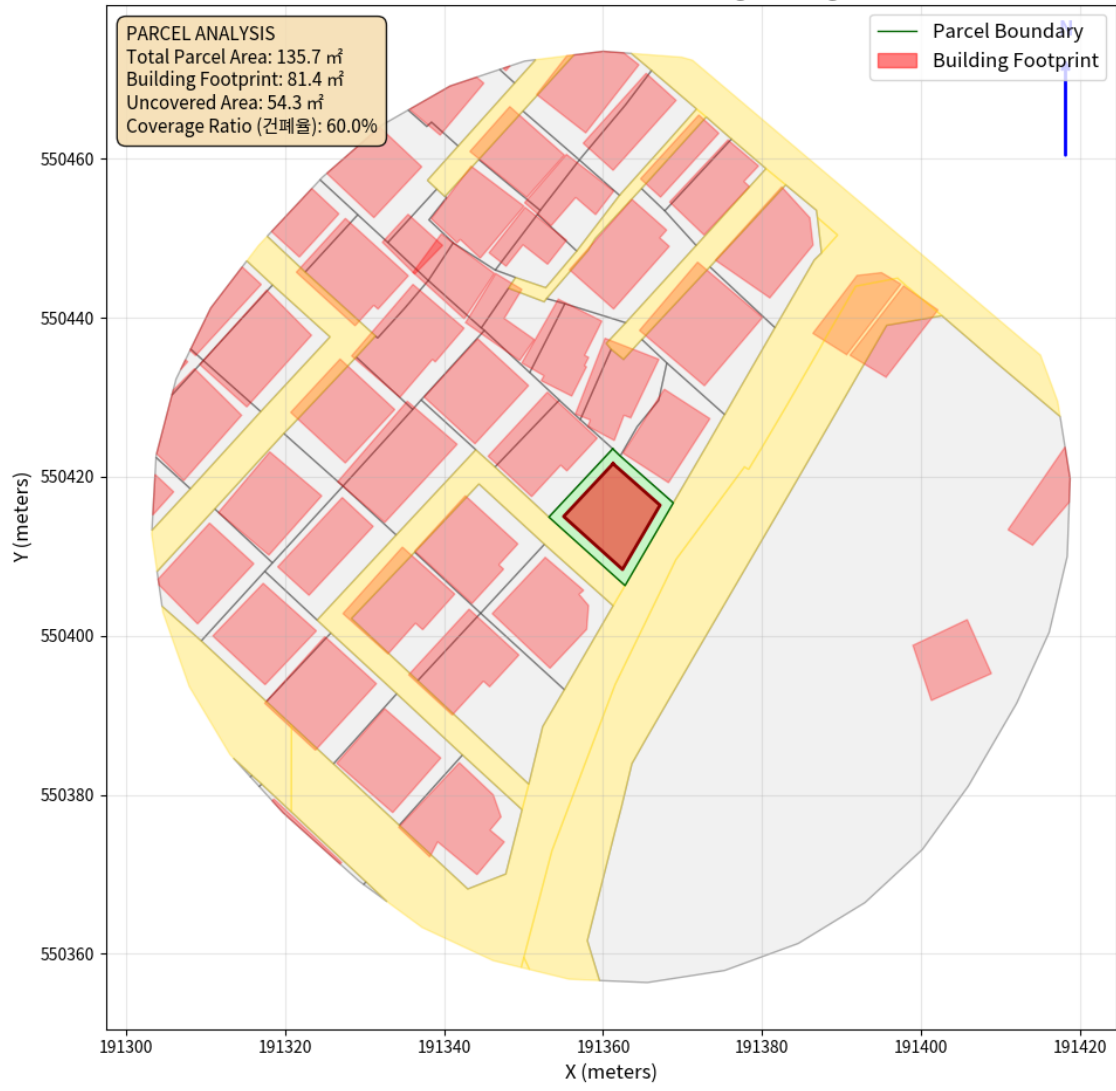 PARCEL ANALYSIS
Total Parcel Area: 135.7 ㎡
Building Footprint: 81.4 ㎡
Uncovered Area: 54.3 ㎡
Coverage Ratio (건폐율): 60.0%
Parcel Boundary
Building Footprint
N
550460
550440
550420
550400
550380
550360
Y (meters)
191300
191320
191340
191360
191380
191400
191420
X (meters)